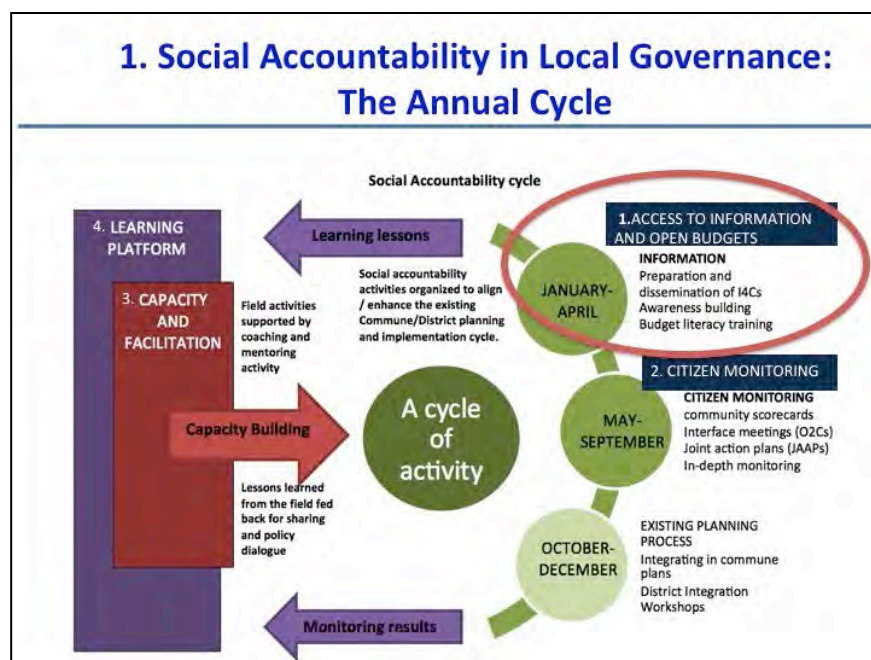 1. Social Accountability in Local Governance:
The Annual Cycle
Social Accountability cycle
4. LEARNING
PLATFORM
3. CAPACITY
AND
FACILITATION
Learning lessons
Field activities
supported by
coaching and
mentoring
activity
Social accountability
activities organized to align
/ enhance the existing
Commune/District planning
and implementation cycle.
Capacity Building
Lessons learned
from the field fed
back for sharing
and policy
dialogue
A cycle
of
activity
Monitoring results
JANUARY-
APRIL
1.ACCESS TO INFORMATION
AND OPEN BUDGETS
INFORMATION
Preparation and
dissemination of I4Cs
Awareness building
Budget literacy training
MAY-
SEPTEMBER
2. CITIZEN MONITORING
CITIZEN MONITORING
community scorecards
Interface meetings (O2Cs)
Joint action plans (JAAPs)
In-depth monitoring
OCTOBER-
DECEMBER
EXISTING PLANNING
PROCESS
Integrating in commune
plans
District Integration
Workshops